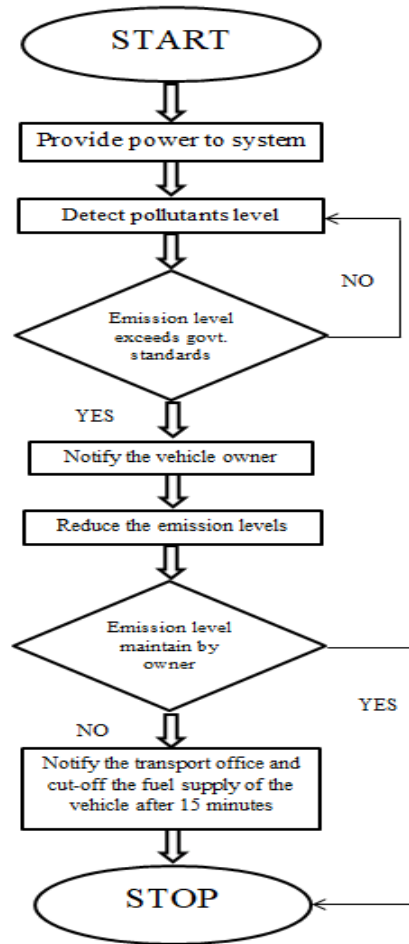 START
Provide power to system
Detect pollutants level
Emission level
exceeds govt.
standards
NO
YES
Notify the vehicle owner
Reduce the emission levels
Emission level
maintain by
owner
YES
NO
Notify the transport office and
cut-off the fuel supply of the
vehicle after 15 minutes
STOP